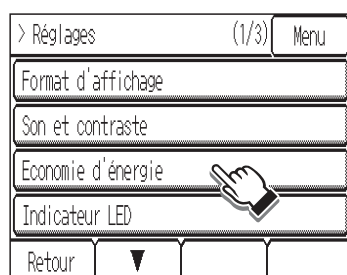 > Réglages (1/3) Menu
Format d'affichage
Son et contraste
Economie d'énergie
Indicateur LED
Retour ▼